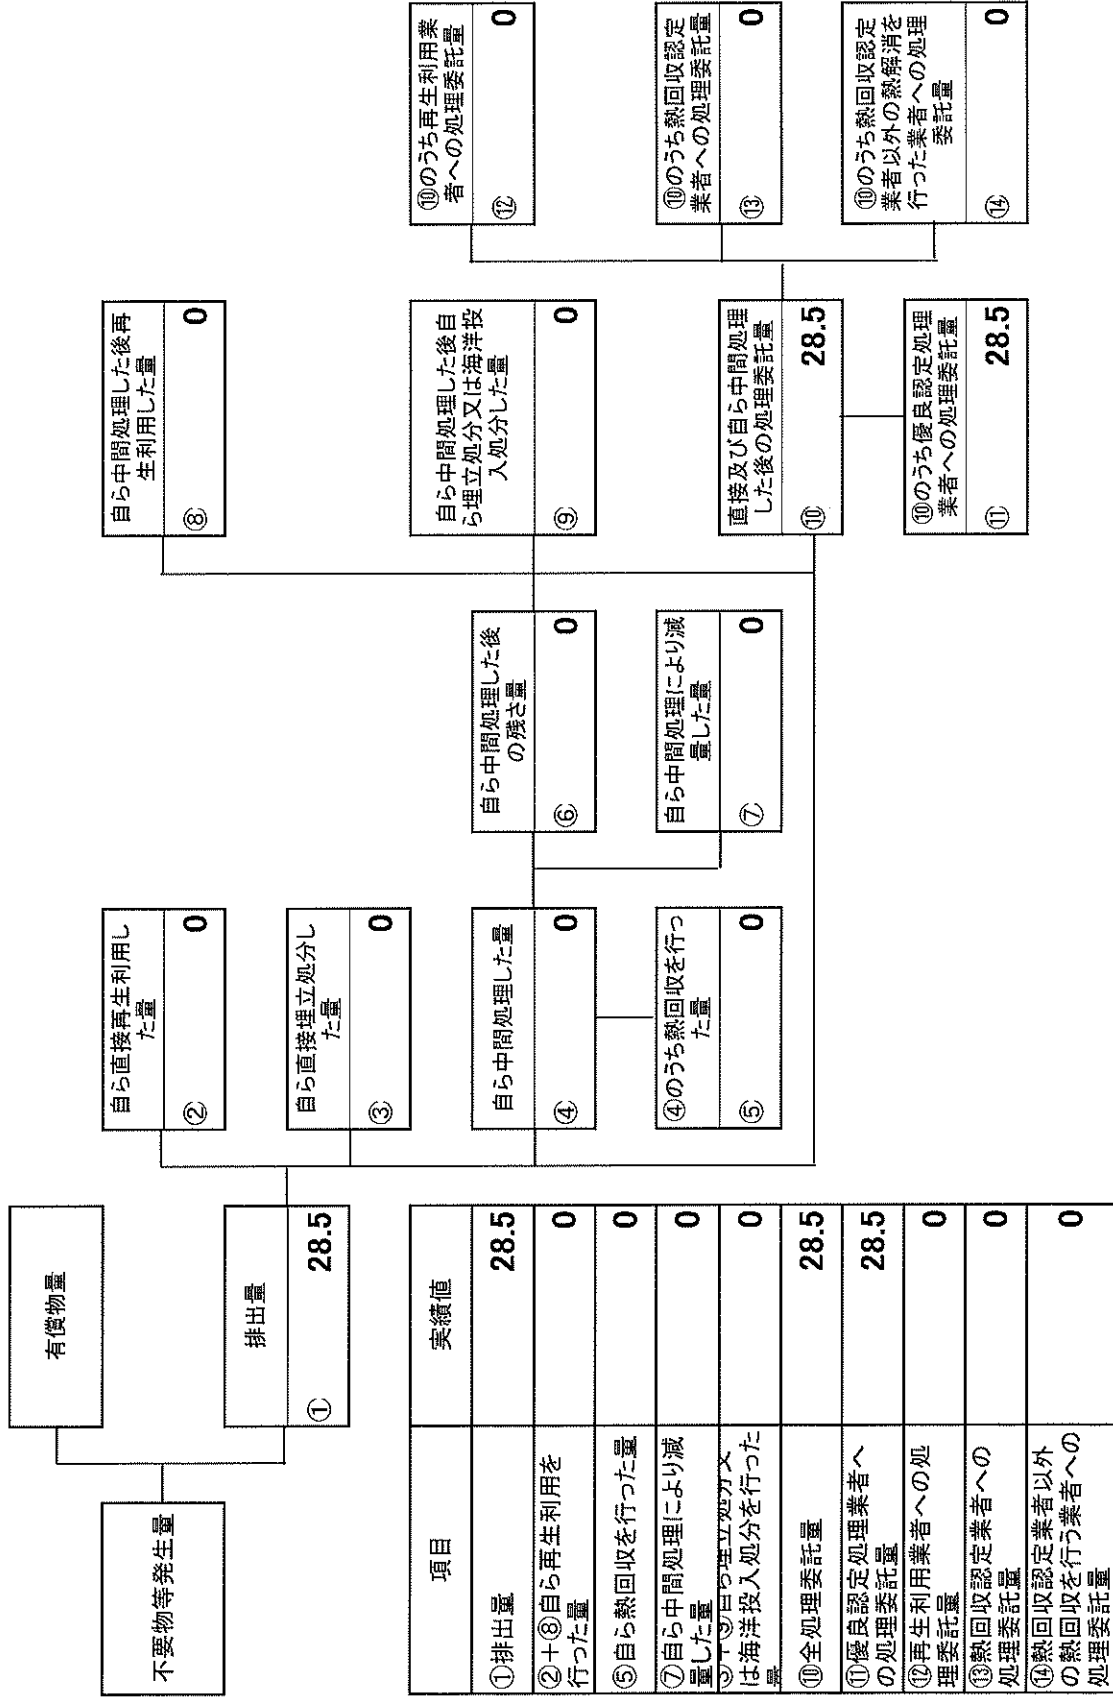 不要物等発生量
有償物量
排出量
①
28.5
自ら直接再生利用し
た量
②
0
自ら直接埋立処分し
た量
③
0
自ら中間処理した量
④
0
④のうち熱回収を行っ
た量
⑤
0
自ら中間処理した後
の残さ量
⑥
0
自ら中間処理により減
量した量
⑦
0
自ら中間処理した後再
生利用した量
⑧
0
自ら中間処理した後自
ら埋立処分又は海洋投
入処分した量
⑨
0
直接及び自ら中間処理
した後の処理委託量
⑩
28.5
⑩のうち優良認定処理
業者への処理委託量
⑪
28.5
⑩のうち再生利用業
者への処理委託量
⑫
0
⑩のうち熱回収認定
業者への処理委託量
⑬
0
⑩のうち熱回収認定
業者以外の熱解消を
行った業者への処理
委託量
⑭
0
項目
実績値
①排出量
28.5
②+⑧自ら再生利用を
行った量
0
⑤自ら熱回収を行った量
0
⑦自ら中間処理により減
量した量
0
③+⑨自ら埋立処分又
は海洋投入処分を行った
量
0
⑩全処理委託量
28.5
⑪優良認定処理業者へ
の処理委託量
28.5
⑫再生利用業者への処
理委託量
0
⑬熱回収認定業者への
処理委託量
0
⑭熱回収認定業者以外
の熱回収を行う業者への
処理委託量
0